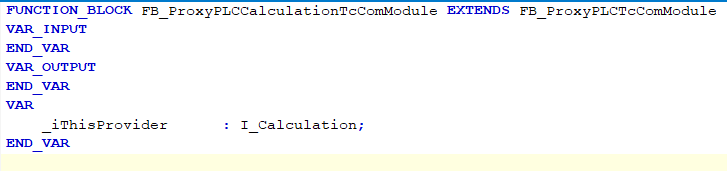 FUNCTION_BLOCK FB_ProxyPLCCalculationTcComModule EXTENDS FB_ProxyPLCTcComModule
VAR_INPUT
END_VAR
VAR_OUTPUT
END_VAR
VAR
_iThisProvider : I_Calculation;
END_VAR